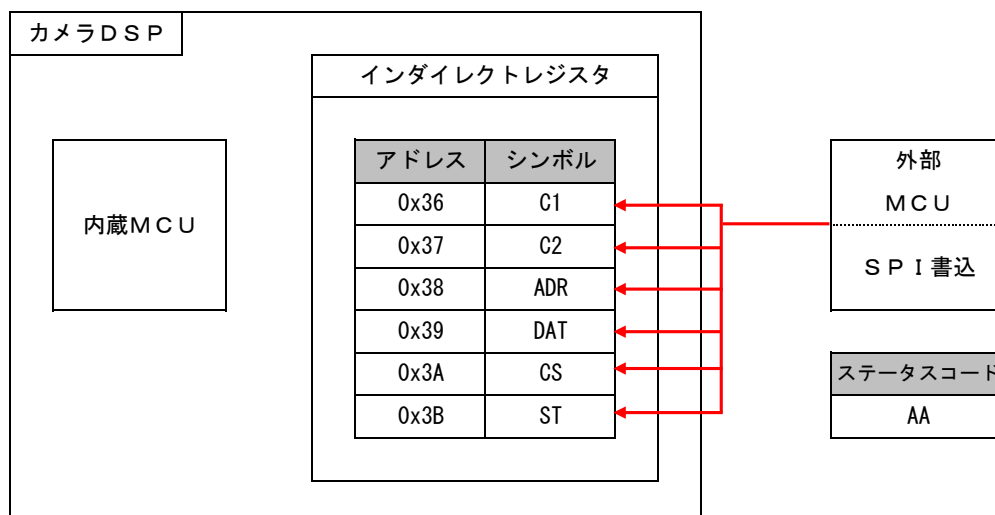 カメラＤＳＰ
インダイレクトレジスタ
アドレス シンボル
0x36 C1
0x37 C2
0x38 ADR
0x39 DAT
0x3A CS
0x3B ST
内蔵ＭＣＵ
外部
ＭＣＵ
ＳＰＩ書込
ステータスコード
AA